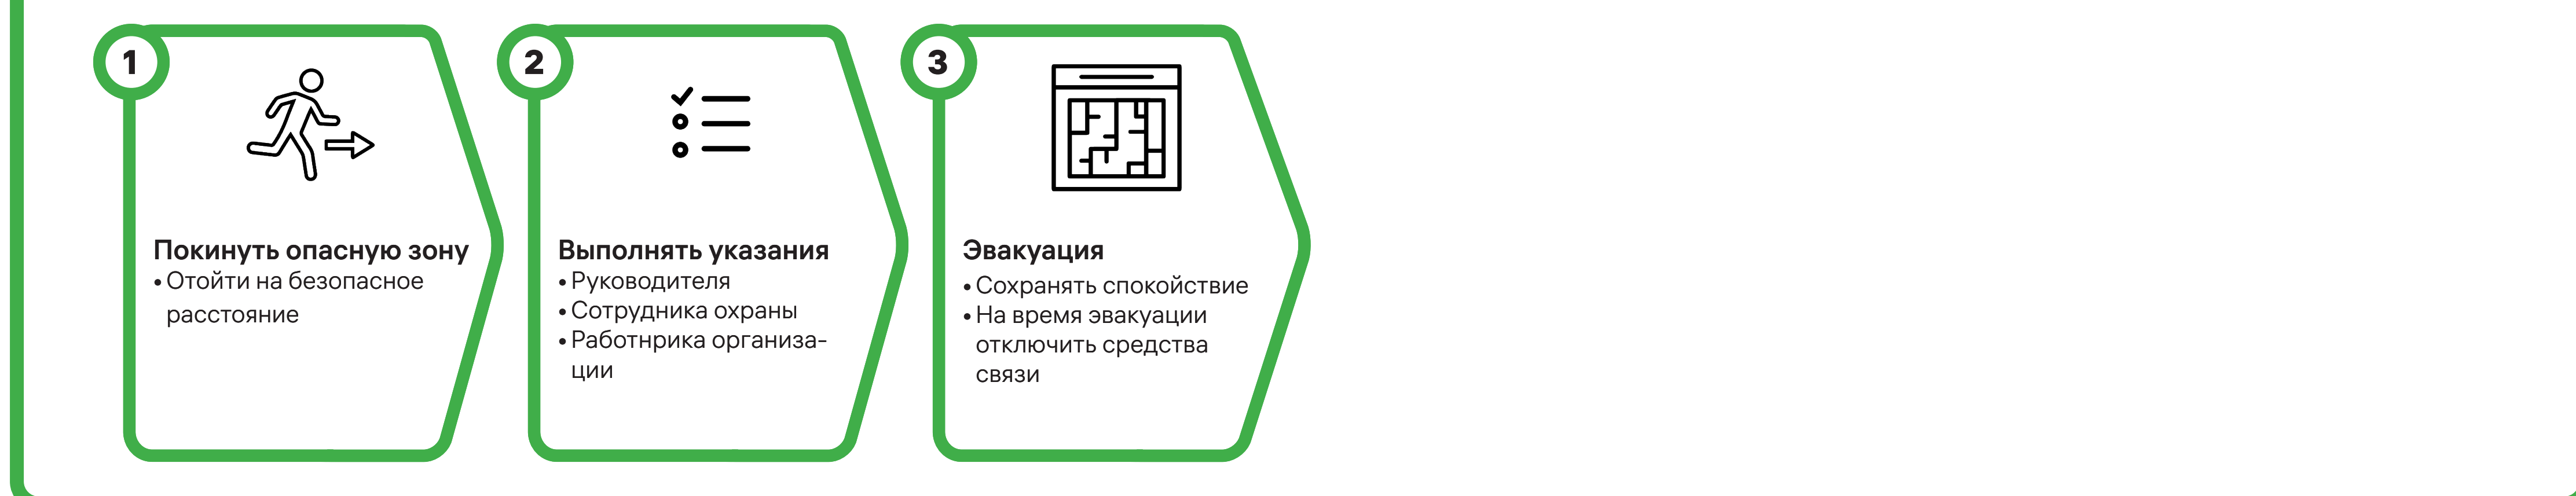 1
Покинуть опасную зону
• Отойти на безопасное
расстояние
2
Выполнять указания
• Руководителя
• Сотрудника охраны
• Работнрика организа-
ции
3
Эвакуация
• Сохранять спокойствие
• На время эвакуации
отключить средства
связи